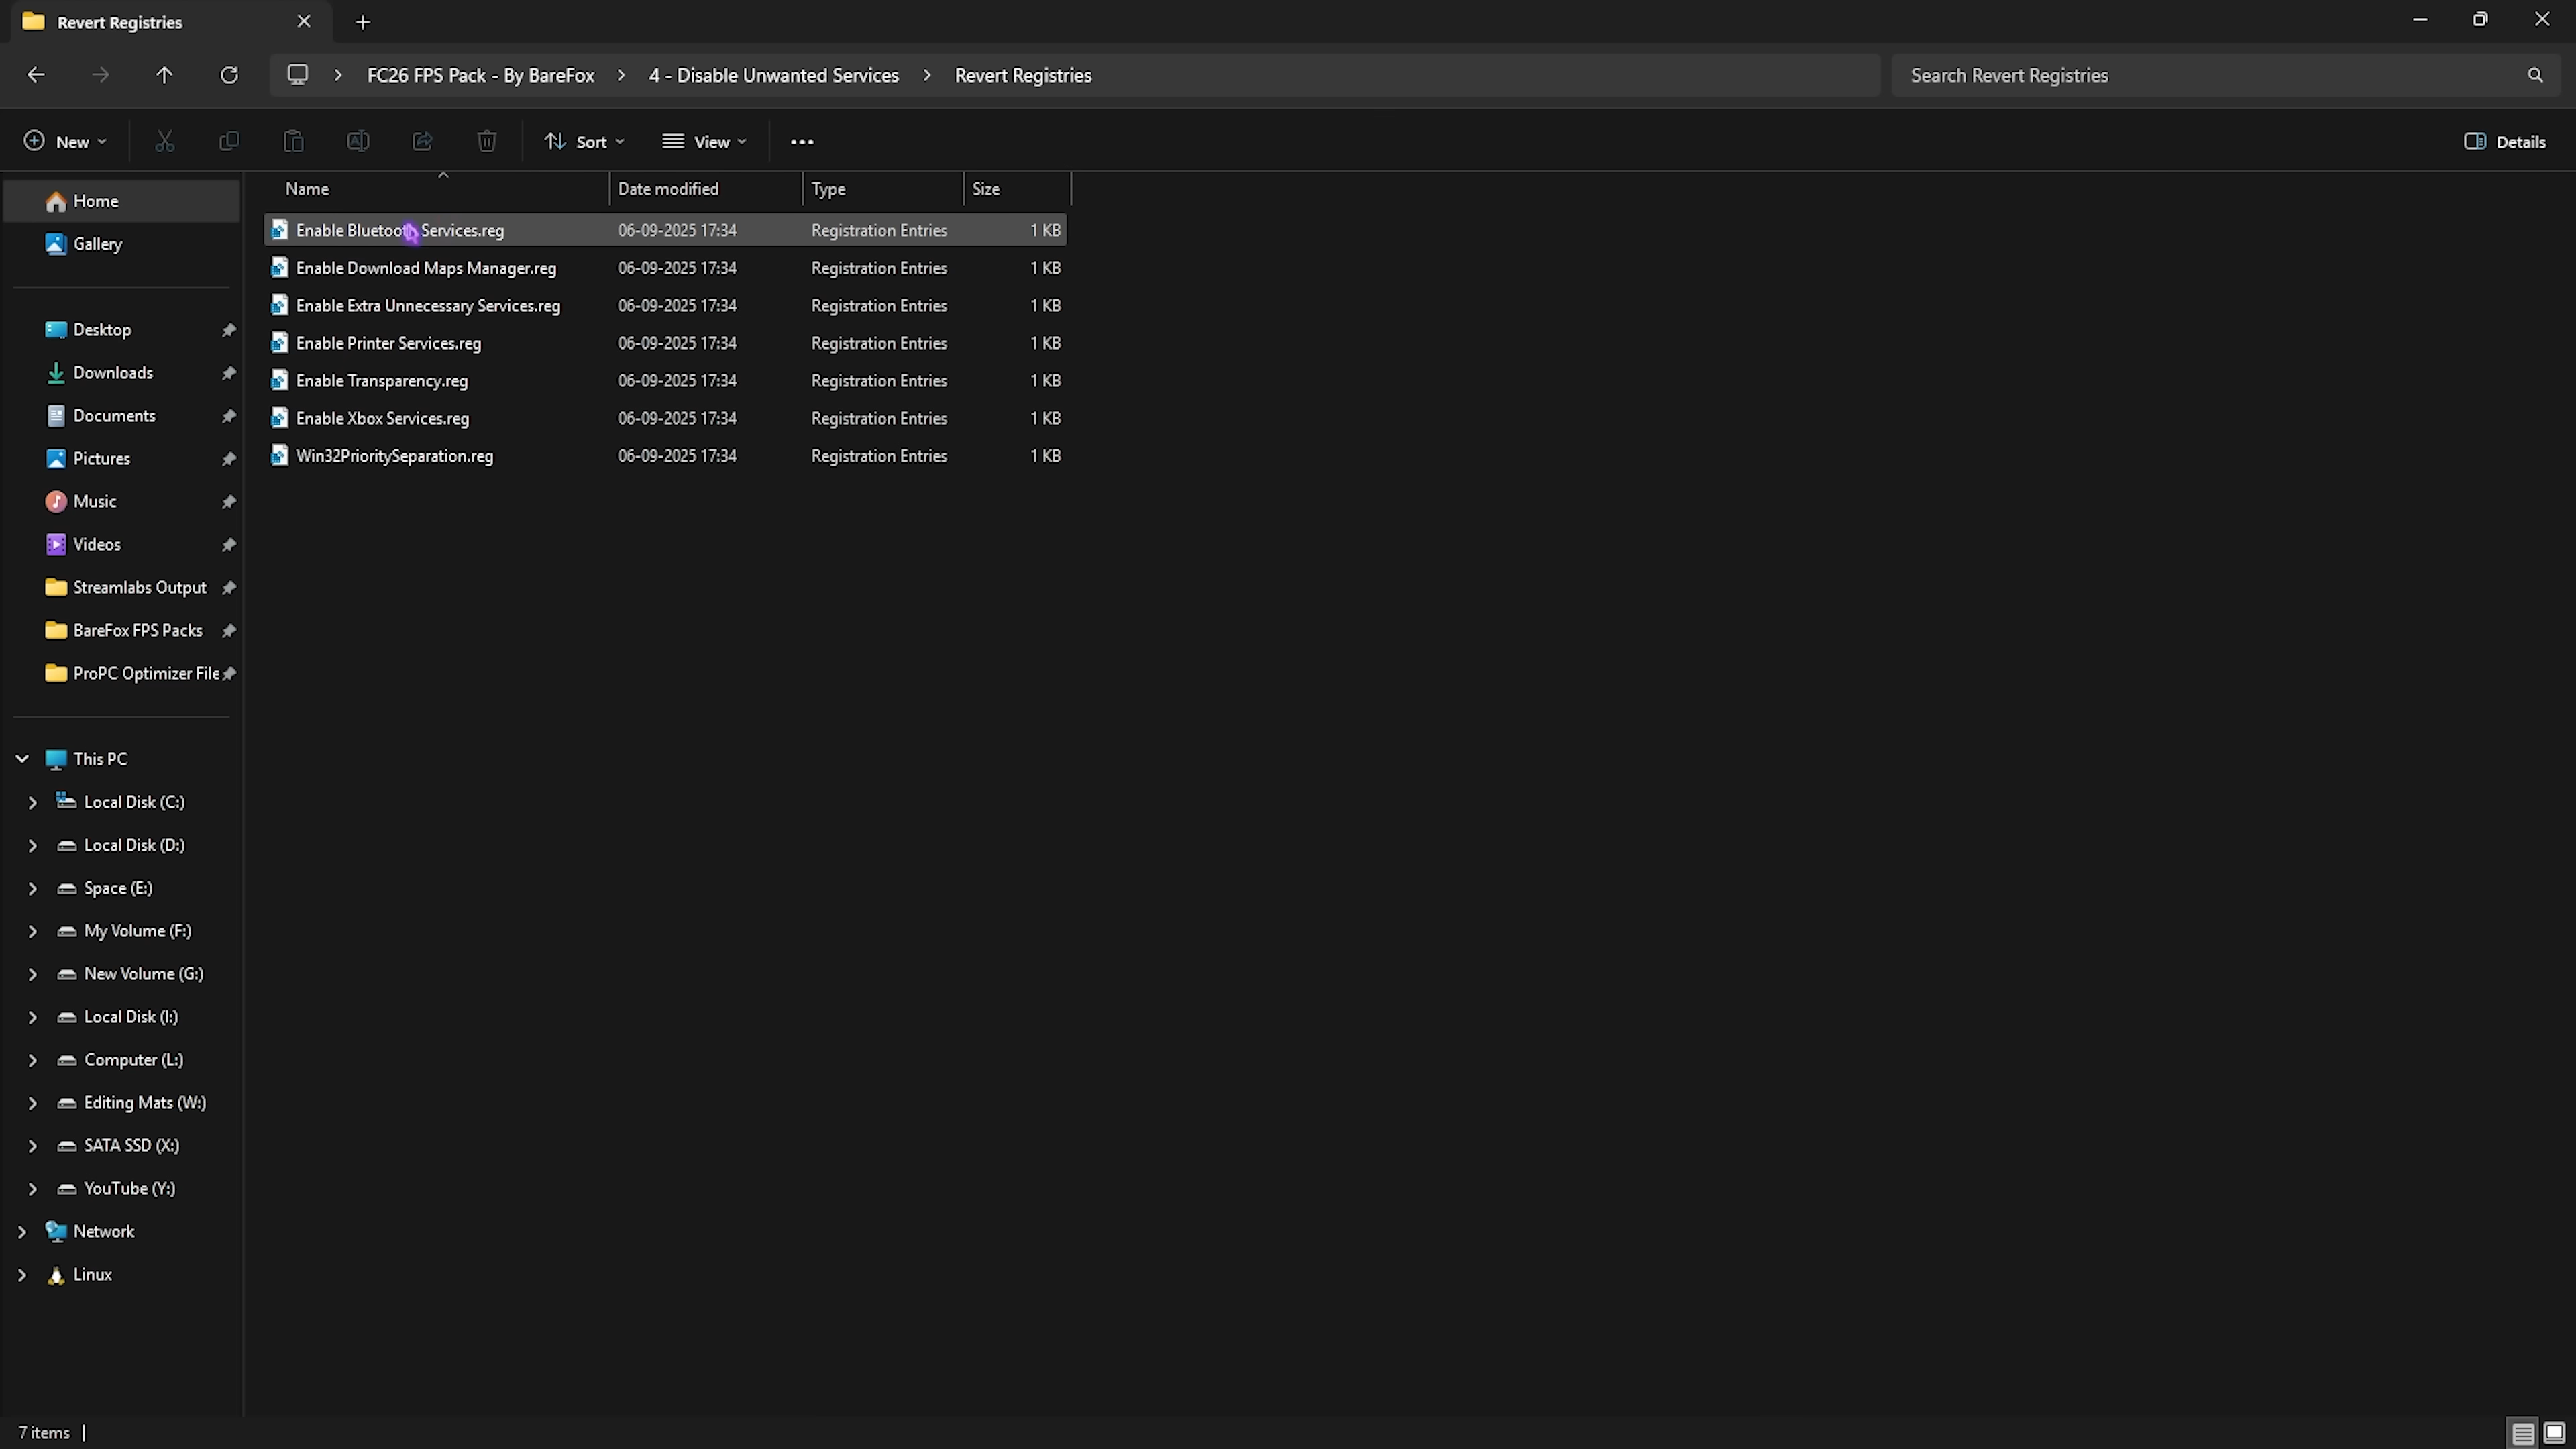 Revert Registries
FC26 FPS Pack - By BareFox > 4 - Disable Unwanted Services > Revert Registries
Search Revert Registries
New
Sort
View
Details
Name Date modified Type Size
Enable Bluetooth Services.reg 06-09-2025 17:34 Registration Entries 1 KB
Enable Download Maps Manager.reg 06-09-2025 17:34 Registration Entries 1 KB
Enable Extra Unnecessary Services.reg 06-09-2025 17:34 Registration Entries 1 KB
Enable Printer Services.reg 06-09-2025 17:34 Registration Entries 1 KB
Enable Transparency.reg 06-09-2025 17:34 Registration Entries 1 KB
Enable Xbox Services.reg 06-09-2025 17:34 Registration Entries 1 KB
Win32PrioritySeparation.reg 06-09-2025 17:34 Registration Entries 1 KB
Home
Gallery
Desktop
Downloads
Documents
Pictures
Music
Videos
Streamlabs Output
BareFox FPS Packs
ProPC Optimizer File
This PC
Local Disk (C:)
Local Disk (D:)
Space (E:)
My Volume (F:)
New Volume (G:)
Local Disk (I:)
Computer (L:)
Editing Mats (W:)
SATA SSD (X:)
YouTube (Y:)
Network
Linux
7 items